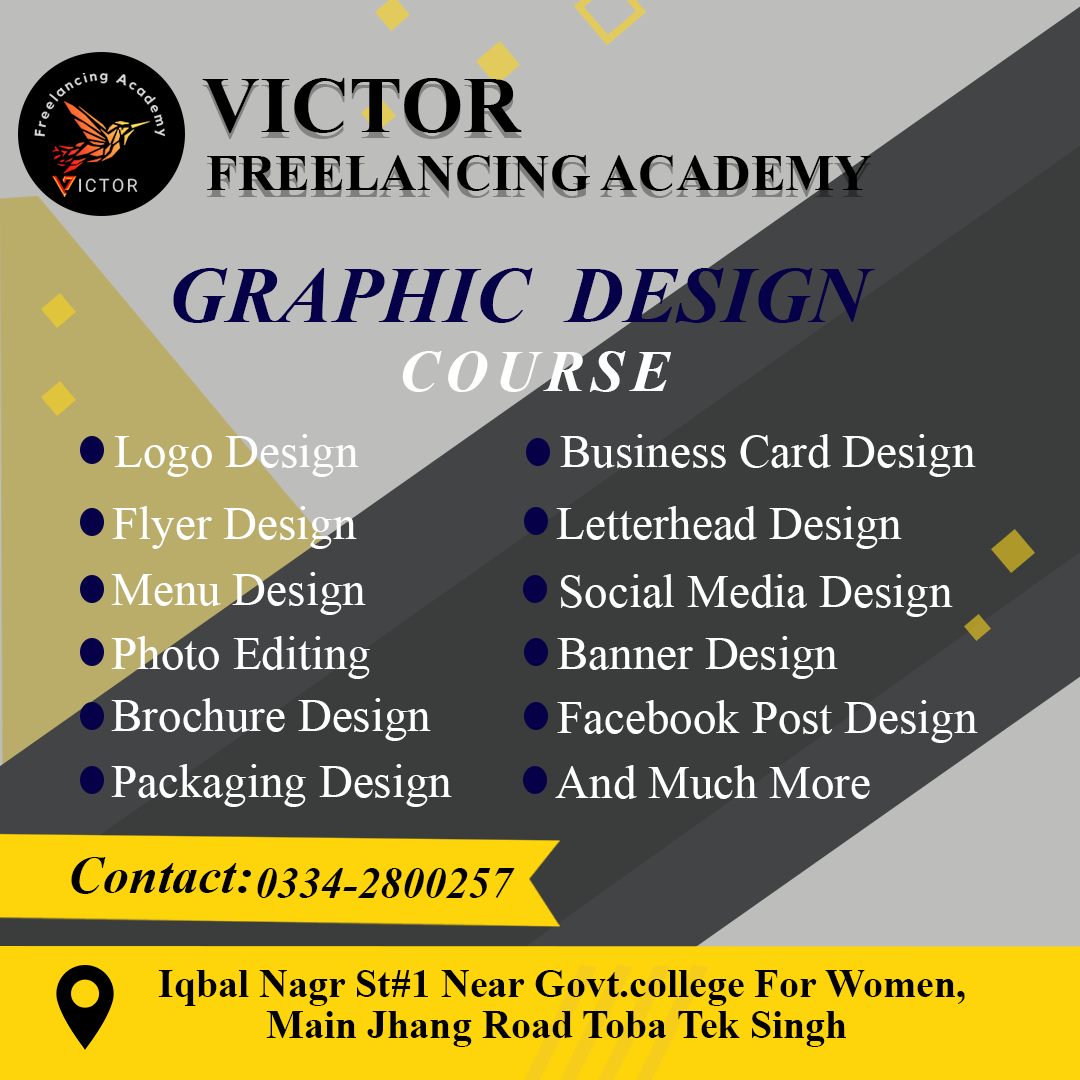 Freelancing Academy
VICTOR
VICTOR
FREELANCING ACADEMY
GRAPHIC DESIGN
COURSE
Logo Design
Flyer Design
Menu Design
Photo Editing
Brochure Design
Packaging Design
Business Card Design
Letterhead Design
Social Media Design
Banner Design
Facebook Post Design
And Much More
Contact: 0334-2800257
Iqbal Nagr St#1 Near Govt.college For Women,
Main Jhang Road Toba Tek Singh